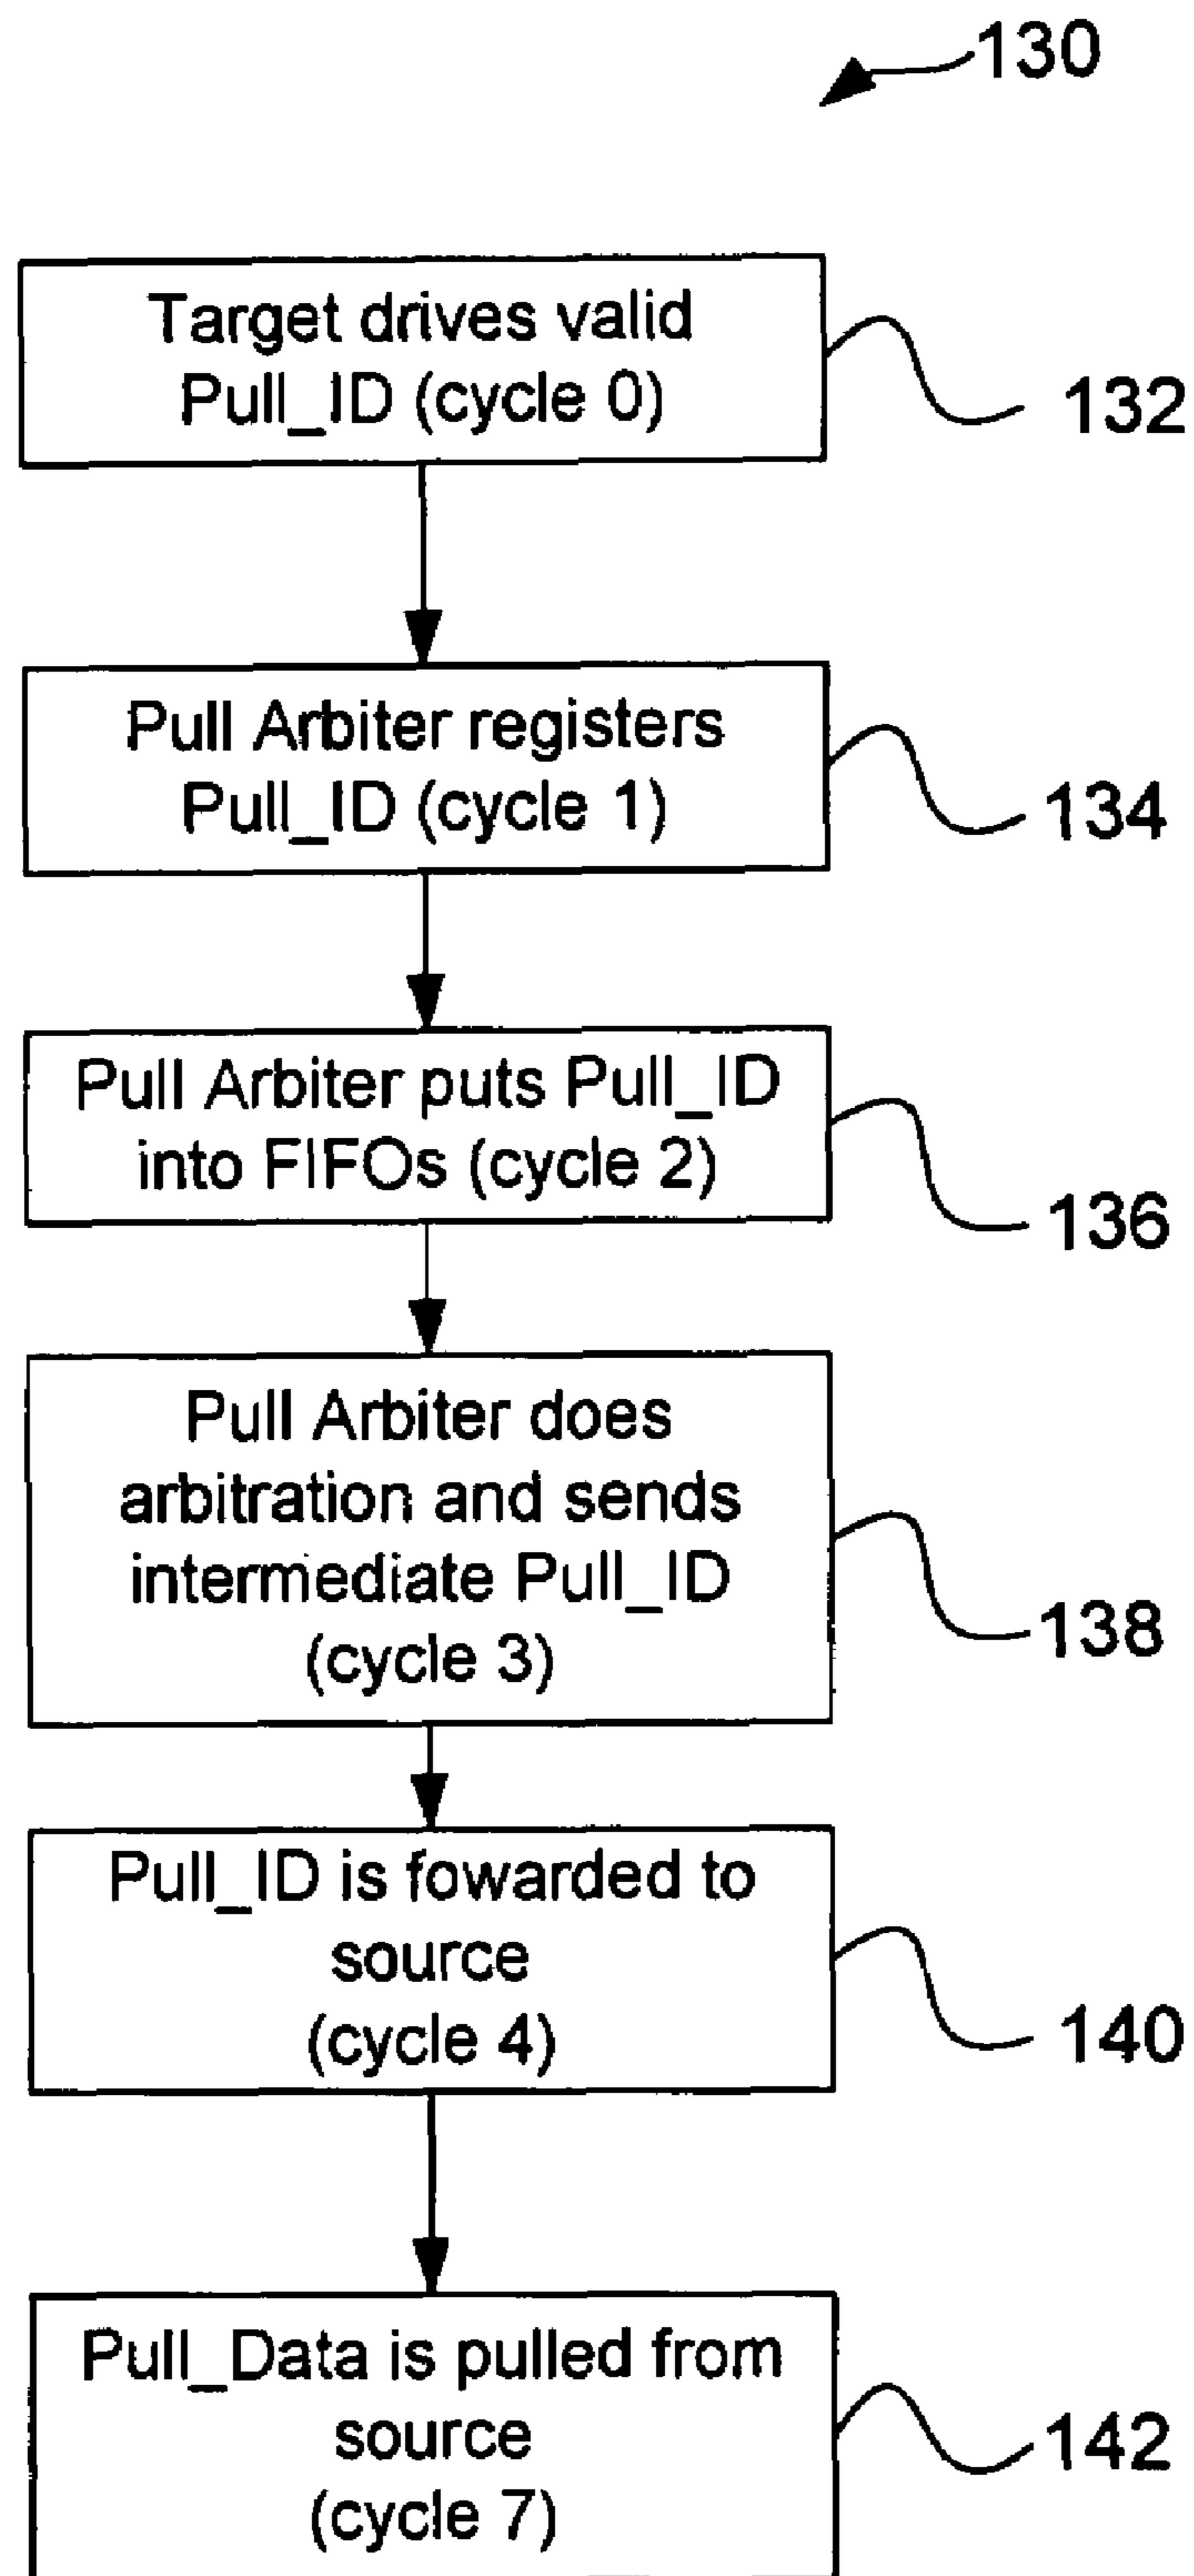 130
Target drives valid
Pull_ID (cycle 0)
132
Pull Arbiter registers
Pull_ID (cycle 1)
134
Pull Arbiter puts Pull_ID
into FIFOs (cycle 2)
136
Pull Arbiter does
arbitration and sends
intermediate Pull_ID
(cycle 3)
138
Pull_ID is fowarded to
source
(cycle 4)
140
Pull_Data is pulled from
source
(cycle 7)
142